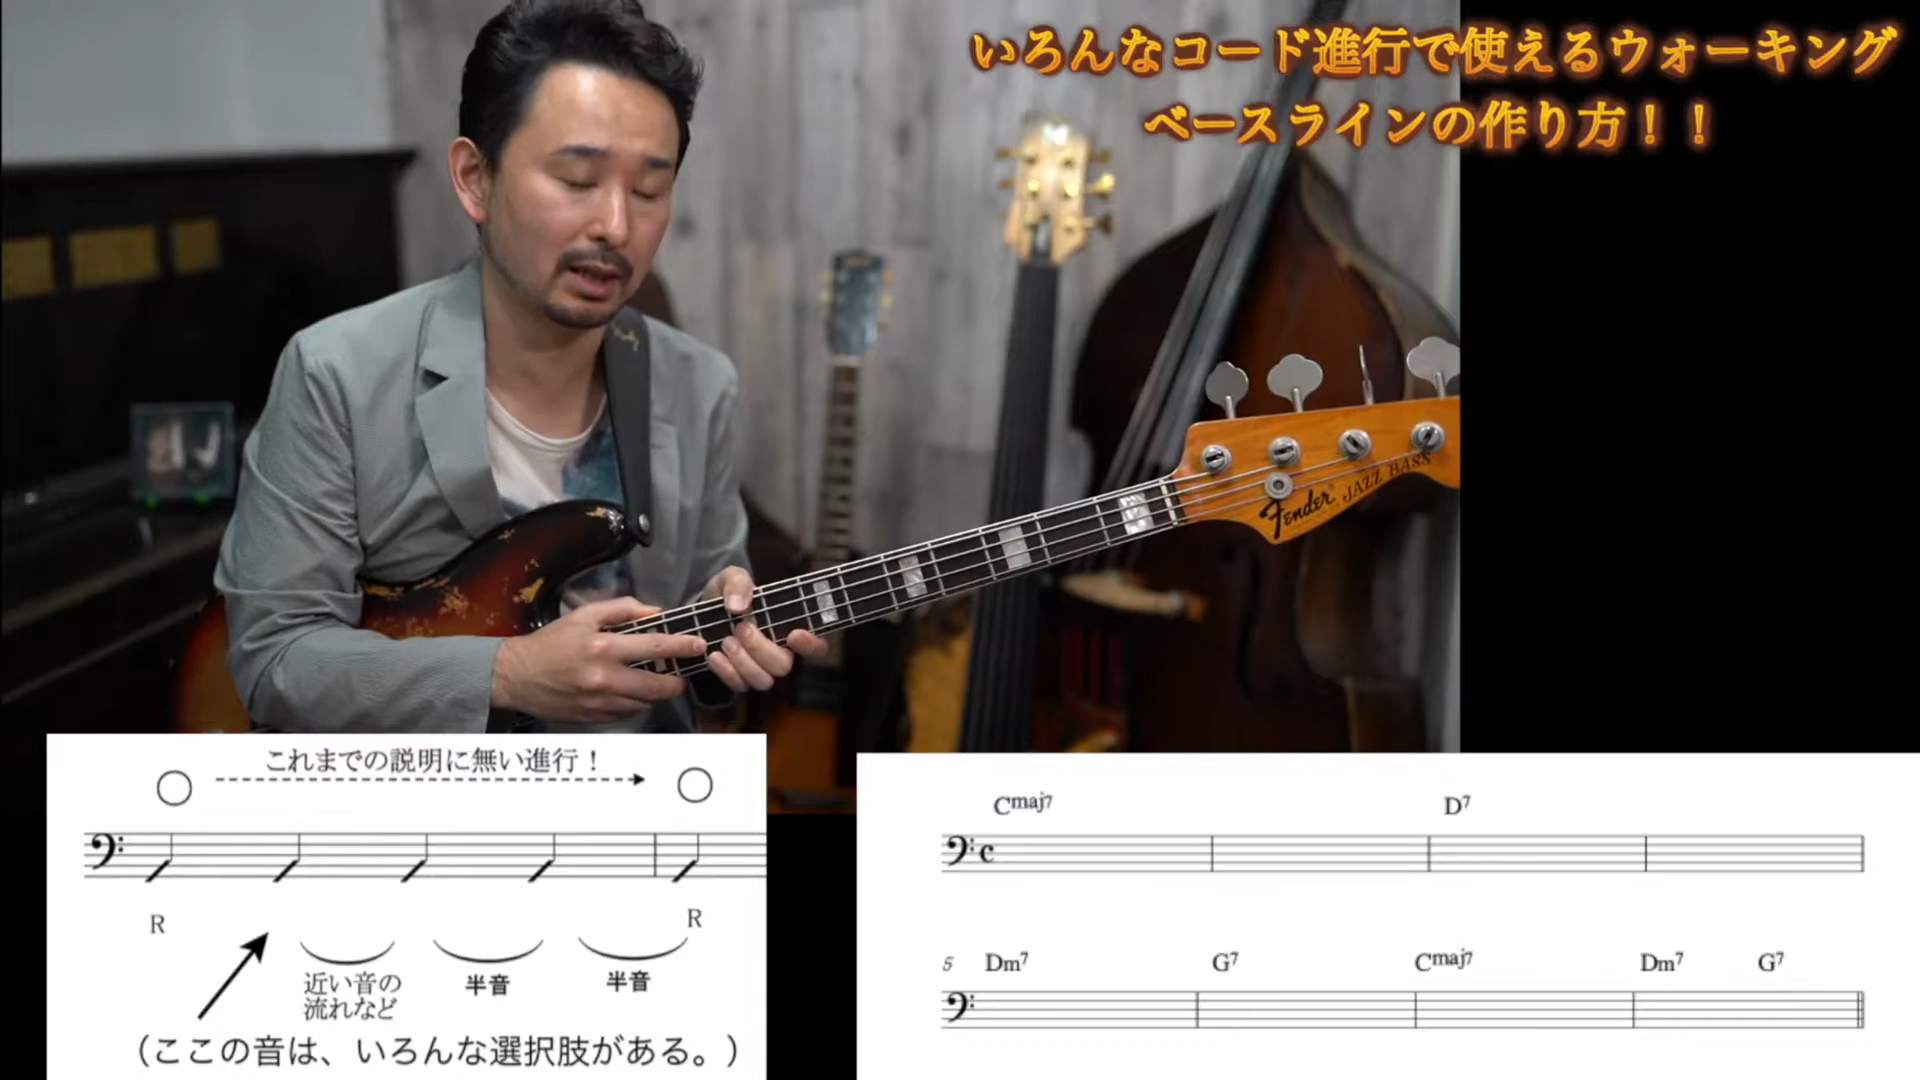 いろんなコード進行で使えるウォーキング
ベースラインの作り方！！
Fender JAZZ BASS
これまでの説明に無い進行！
R
R
近い音の
流れなど
半音
半音
（ここの音は、いろんな選択肢がある。）
Cmaj7 D7
5 Dm7 G7 Cmaj7 Dm7 G7